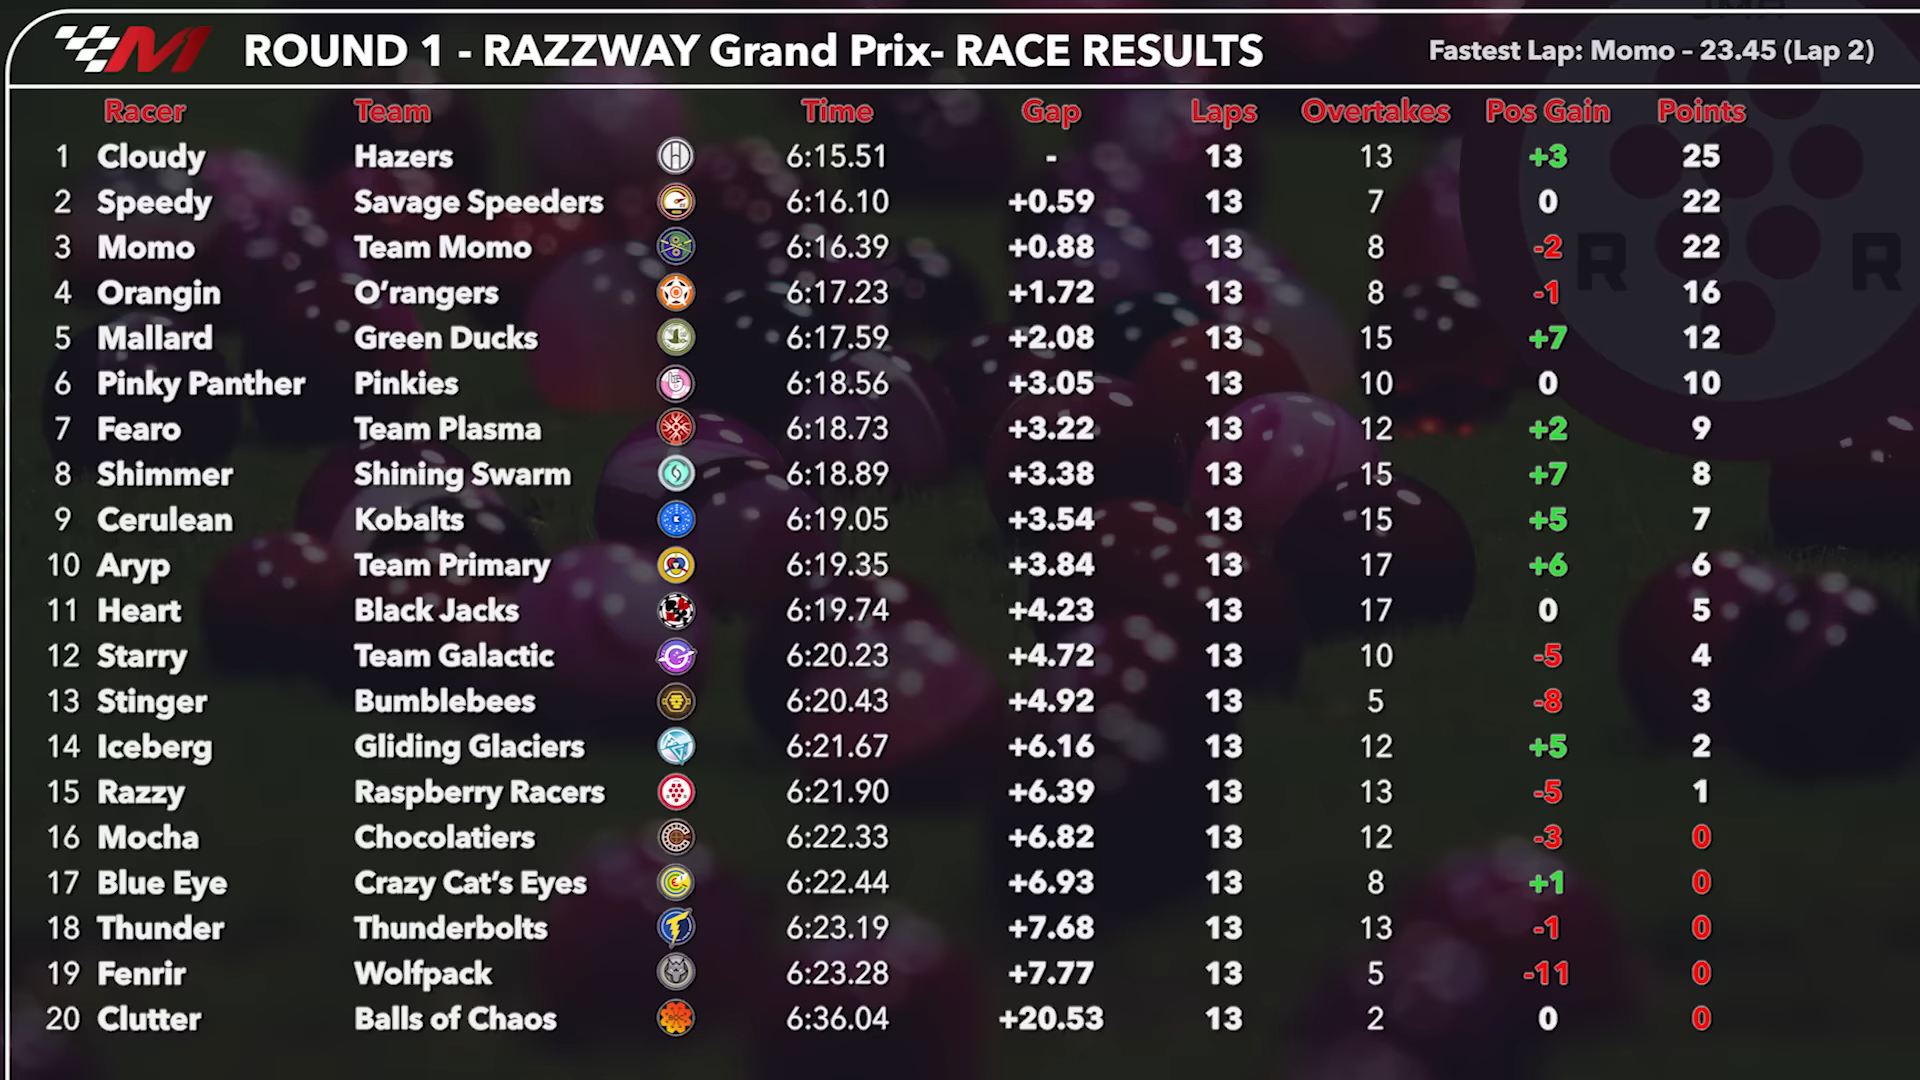 M1 ROUND 1 - RAZZWAY Grand Prix- RACE RESULTS Fastest Lap: Momo – 23.45 (Lap 2)
Racer Team Time Gap Laps Overtakes Pos Gain Points
1 Cloudy Hazers 6:15.51 - 13 13 +3 25
2 Speedy Savage Speeders 6:16.10 +0.59 13 7 0 22
3 Momo Team Momo 6:16.39 +0.88 13 8 -2 22
4 Orangin O‘rangers 6:17.23 +1.72 13 8 -1 16
5 Mallard Green Ducks 6:17.59 +2.08 13 15 +7 12
6 Pinky Panther Pinkies 6:18.56 +3.05 13 10 0 10
7 Fearo Team Plasma 6:18.73 +3.22 13 12 +2 9
8 Shimmer Shining Swarm 6:18.89 +3.38 13 15 +7 8
9 Cerulean Kobalts 6:19.05 +3.54 13 15 +5 7
10 Aryp Team Primary 6:19.35 +3.84 13 17 +6 6
11 Heart Black Jacks 6:19.74 +4.23 13 17 0 5
12 Starry Team Galactic 6:20.23 +4.72 13 10 -5 4
13 Stinger Bumblebees 6:20.43 +4.92 13 5 -8 3
14 Iceberg Gliding Glaciers 6:21.67 +6.16 13 12 +5 2
15 Razzy Raspberry Racers 6:21.90 +6.39 13 13 -5 1
16 Mocha Chocolatiers 6:22.33 +6.82 13 12 -3 0
17 Blue Eye Crazy Cat’s Eyes 6:22.44 +6.93 13 8 +1 0
18 Thunder Thunderbolts 6:23.19 +7.68 13 13 -1 0
19 Fenrir Wolfpack 6:23.28 +7.77 13 5 -11 0
20 Clutter Balls of Chaos 6:36.04 +20.53 13 2 0 0
R R